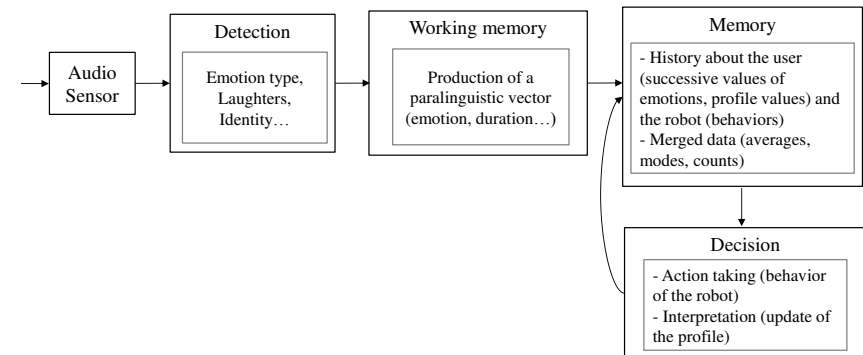 Audio
Sensor
Detection
Emotion type,
Laughters,
Identity…
Working memory
Production of a
paralinguistic vector
(emotion, duration…)
Memory
- History about the user
(successive values of
emotions, profile values) and
the robot (behaviors)
- Merged data (averages,
modes, counts)
Decision
- Action taking (behavior
of the robot)
- Interpretation (update of
the profile)